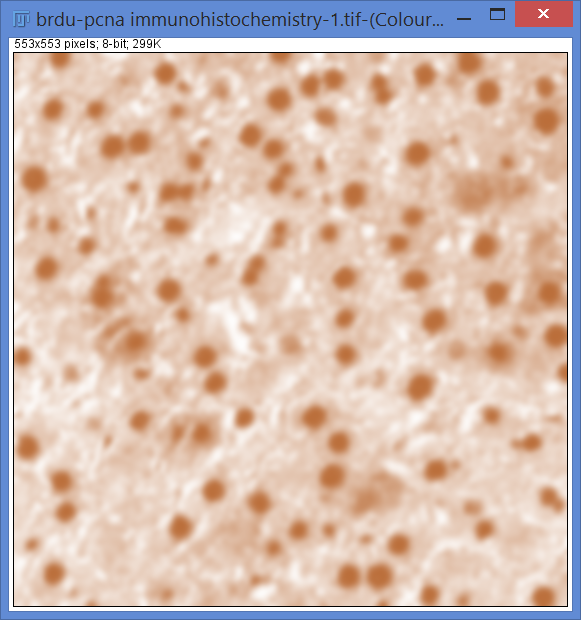 brdu-pcna immunohistochemistry-1.tif-(Colour...
553x553 pixels; 8-bit; 299K